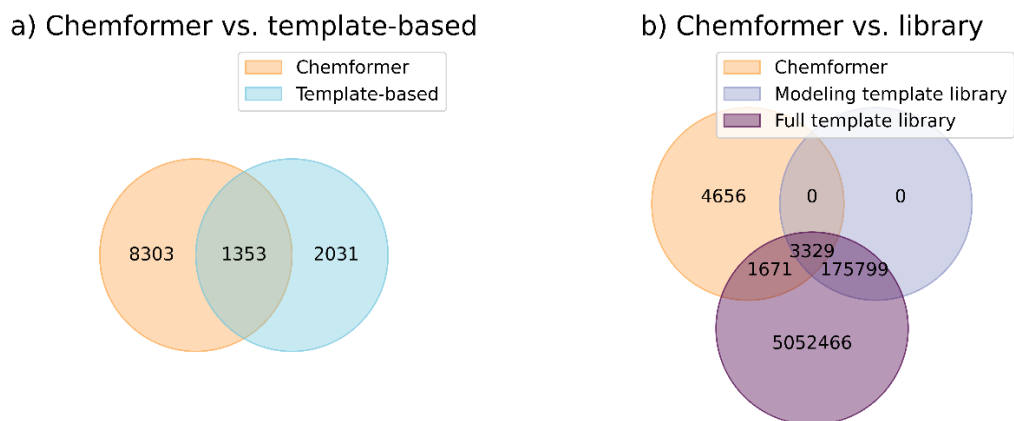 a) Chemformer vs. template-based
Chemformer
Template-based
8303
1353
2031
b) Chemformer vs. library
Chemformer
Modeling template library
Full template library
4656
0
0
3329
1671
175799
5052466